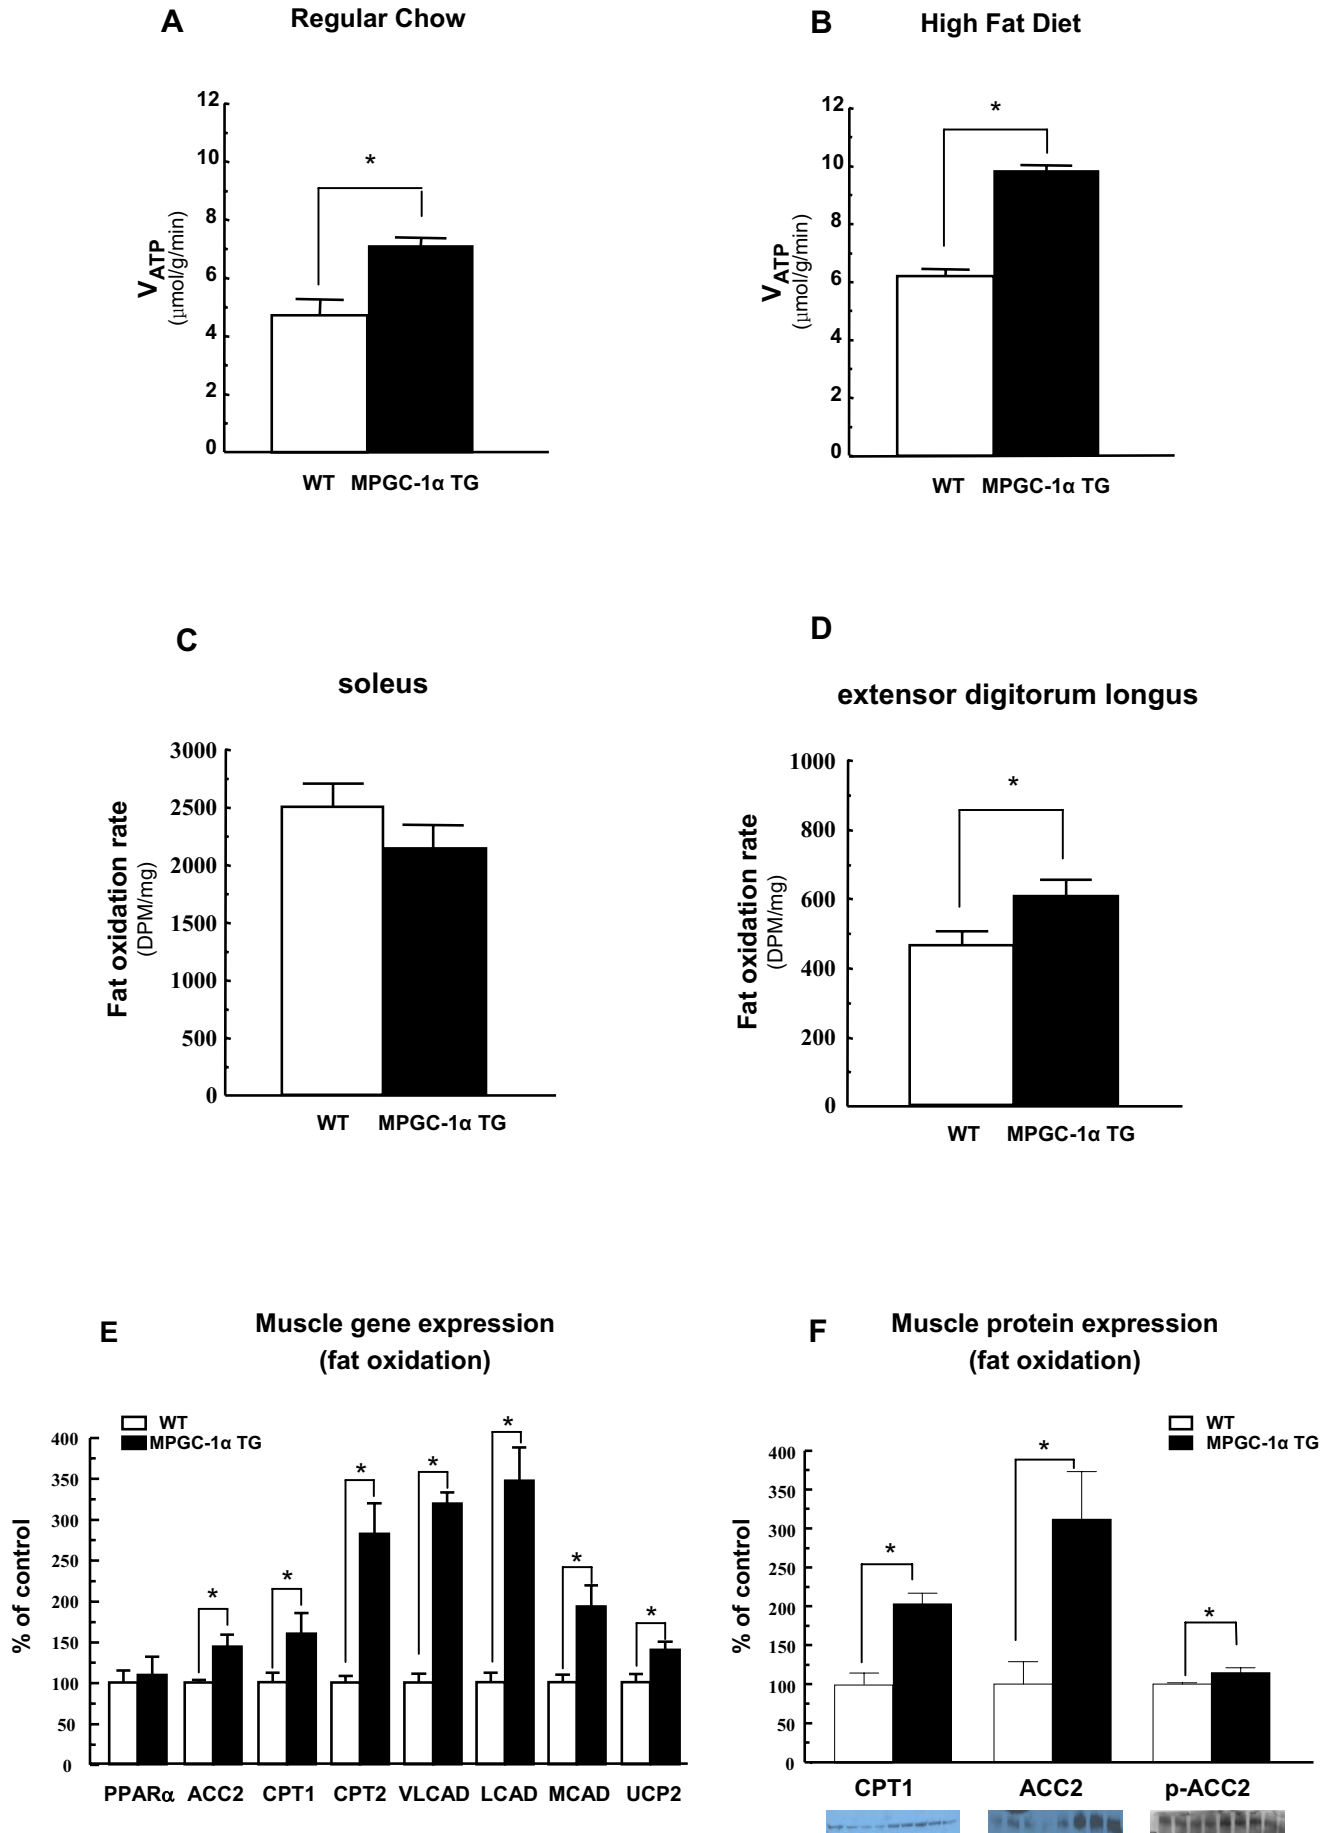 A
Regular Chow
12
10
8
6
4
2
0
VATP
(μmol/g/min)
*
WT
MPGC-1α TG
B
High Fat Diet
12
10
8
6
4
2
0
VATP
(μmol/g/min)
*
WT
MPGC-1α TG
C
soleus
3000
2500
2000
1500
1000
500
0
Fat oxidation rate
(DPM/mg)
WT
MPGC-1α TG
D
extensor digitorum longus
1000
800
600
400
200
0
Fat oxidation rate
(DPM/mg)
*
WT
MPGC-1α TG
E
Muscle gene expression
(fat oxidation)
WT
MPGC-1α TG
400
350
300
250
200
150
100
50
0
% of control
*
*
*
*
*
*
*
PPARα
ACC2
CPT1
CPT2
VLCAD
LCAD
MCAD
UCP2
F
Muscle protein expression
(fat oxidation)
WT
MPGC-1α TG
400
350
300
250
200
150
100
50
0
% of control
*
*
*
CPT1
ACC2
p-ACC2